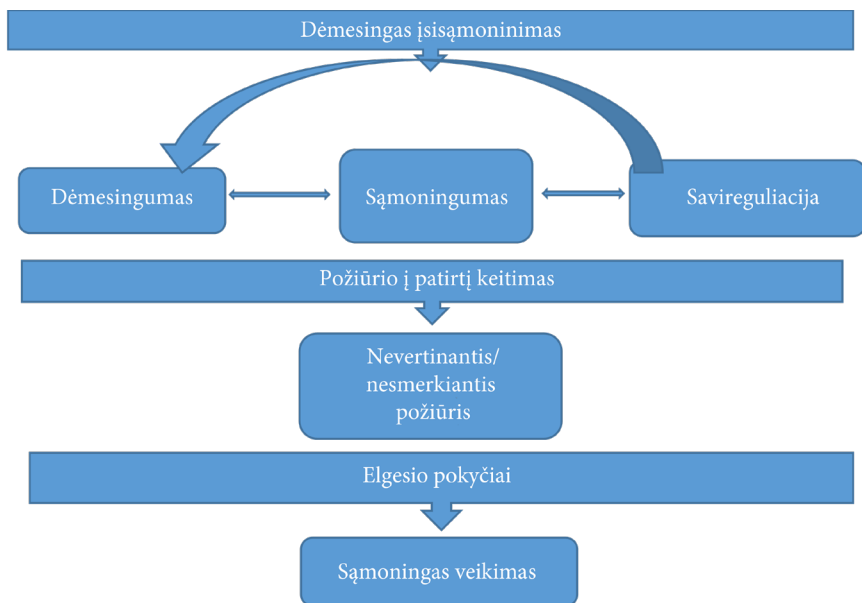 Dėmesingas įsisąmoninimas
Dėmesingumas
Sąmoningumas
Savireguliacija
Požiūrio į patirtį keitimas
Nevertinantis/
nesmerkiantis
požiūris
Elgesio pokyčiai
Sąmoningas veikimas